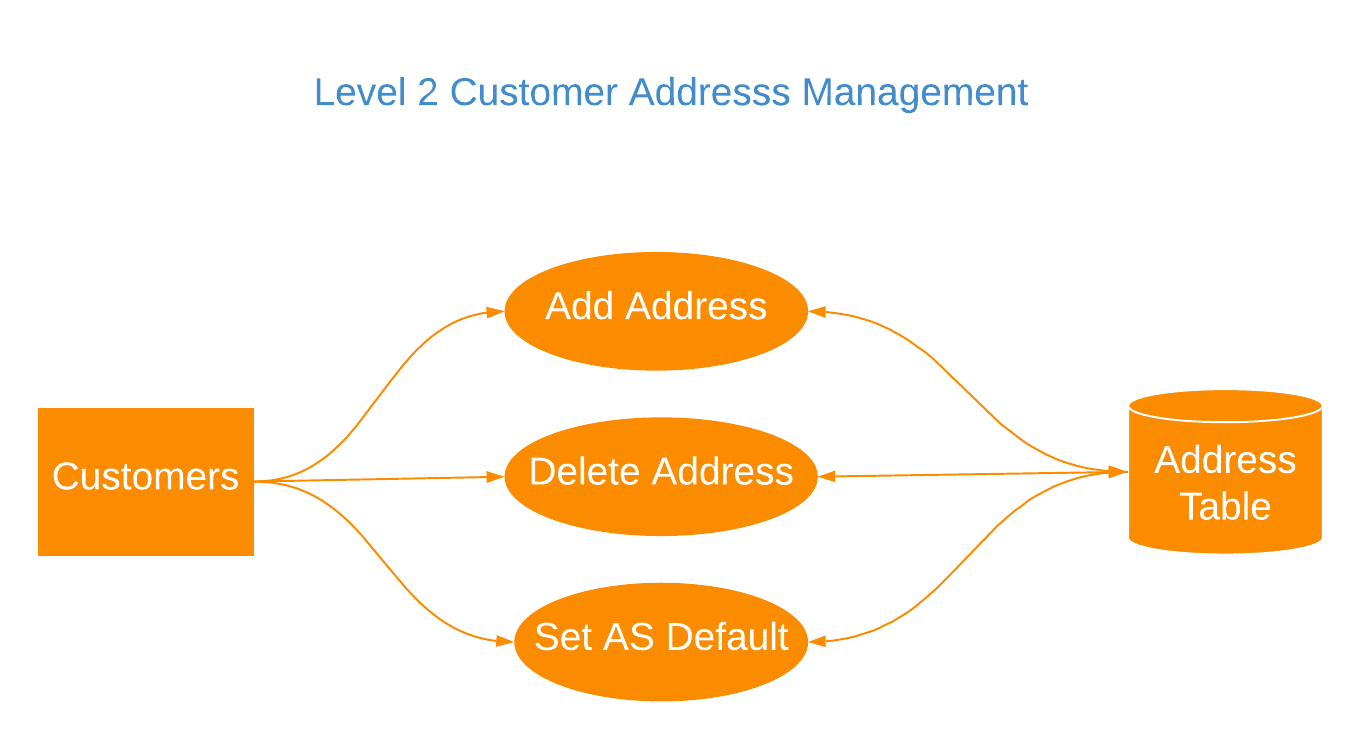 Level 2 Customer Addresss Management
Add Address
Customers
Delete Address
Address
Table
Set AS Default